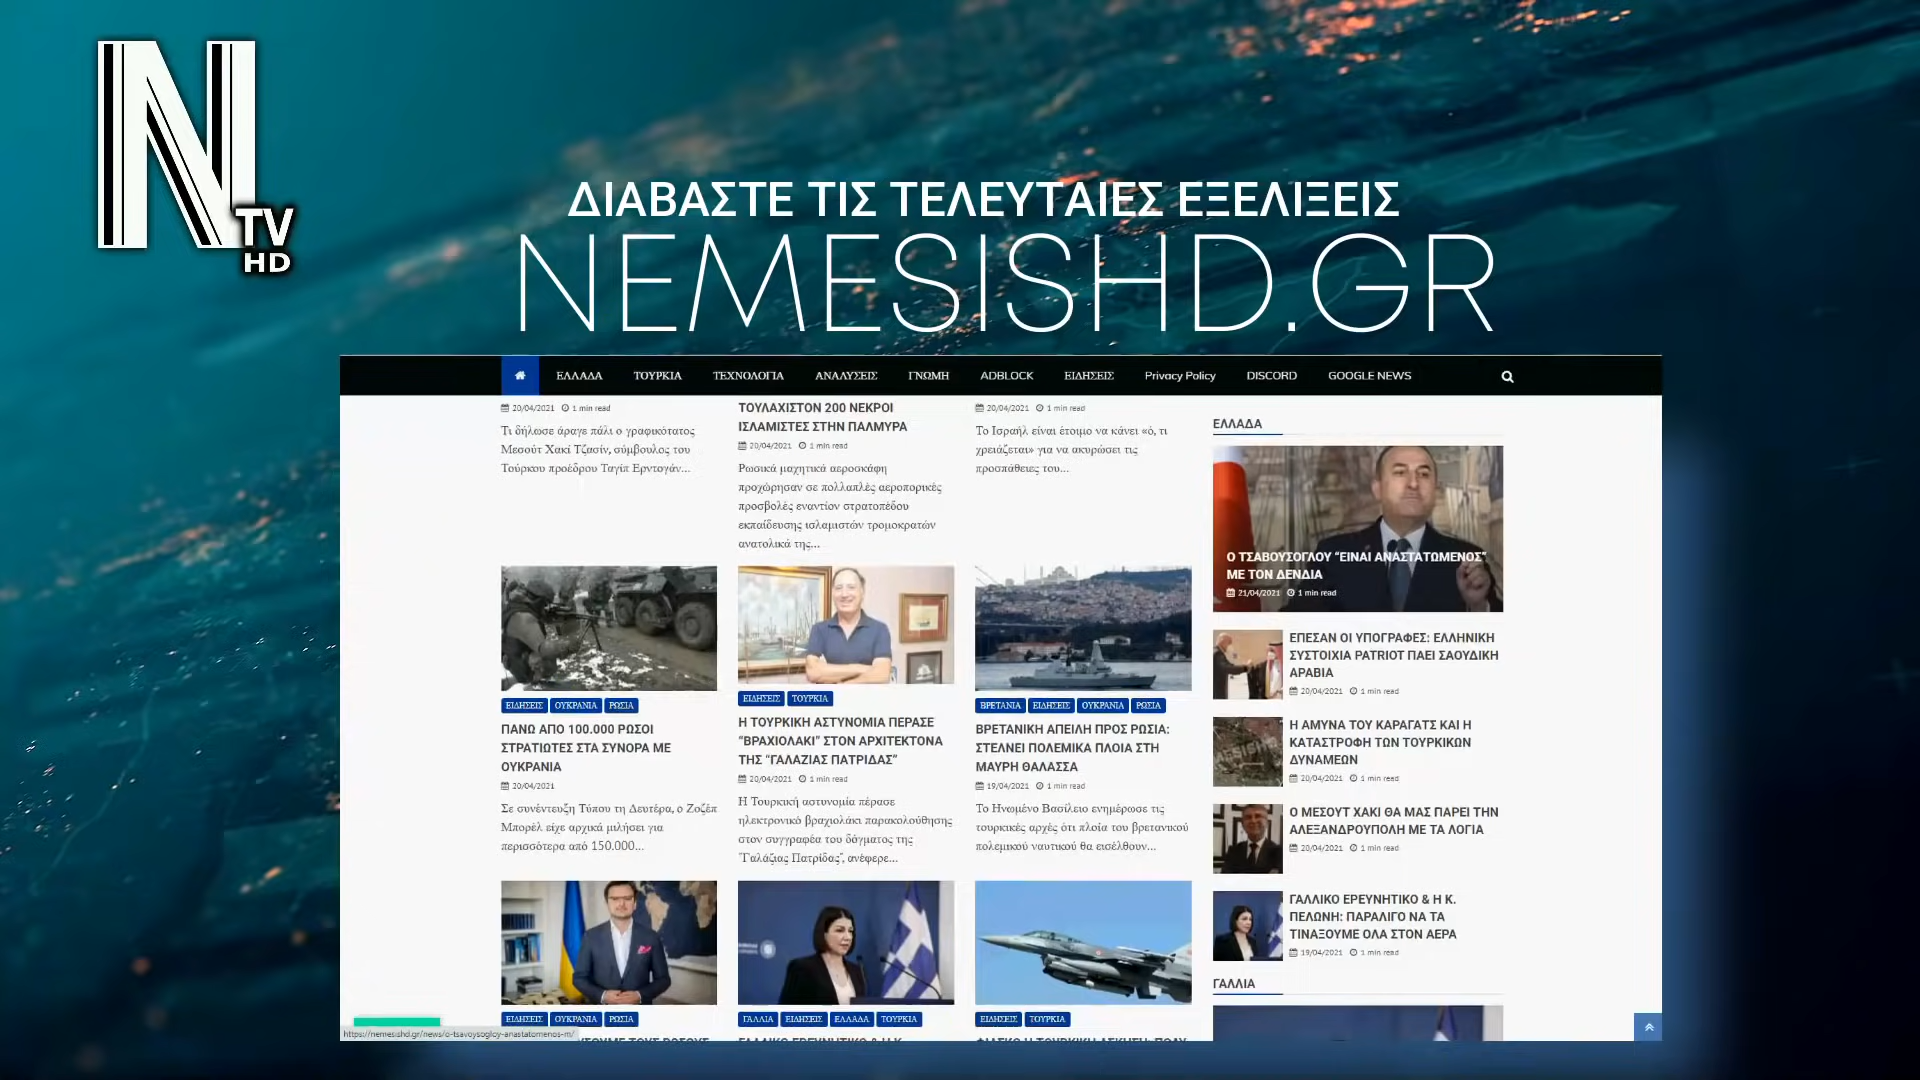 N
TV
HD
ΔΙΑΒΑΣΤΕ ΤΙΣ ΤΕΛΕΥΤΑΙΕΣ ΕΞΕΛΙΞΕΙΣ
NEMESISHD.GR
ΕΛΛΑΔΑ ΤΟΥΡΚΙΑ ΤΕΧΝΟΛΟΓΙΑ ΑΝΑΛΥΣΕΙΣ ΓΝΩΜΗ ADBLOCK ΕΙΔΗΣΕΙΣ Privacy Policy DISCORD GOOGLE NEWS
20/04/2021 1 min read
Τι δήλωσε άραγε πάλι ο γραφικότατος
Μεσούτ Χακί Τζασίν, σύμβουλος του
Τούρκου προέδρου Ταγίπ Ερντογάν...
ΤΟΥΛΑΧΙΣΤΟΝ 200 ΝΕΚΡΟΙ
ΙΣΛΑΜΙΣΤΕΣ ΣΤΗΝ ΠΑΛΜΥΡΑ
20/04/2021 1 min read
Ρωσικά μαχητικά αεροσκάφη
προχώρησαν σε πολλαπλές αεροπορικές
προσβολές εναντίον στρατοπέδου
εκπαίδευσης ισλαμιστών τρομοκρατών
ανατολικά της...
20/04/2021 1 min read
Το Ισραήλ είναι έτοιμο να κάνει «ό, τι
χρειάζεται» για να ακυρώσει τις
προσπάθειες του...
ΕΙΔΗΣΕΙΣ ΟΥΚΡΑΝΙΑ ΡΩΣΙΑ
ΠΑΝΩ ΑΠΟ 100.000 ΡΩΣΟΙ
ΣΤΡΑΤΙΩΤΕΣ ΣΤΑ ΣΥΝΟΡΑ ΜΕ
ΟΥΚΡΑΝΙΑ
20/04/2021
Σε συνέντευξη Τύπου τη Δευτέρα, ο Ζοζέπ
Μπορέλ είχε αρχικά μιλήσει για
περισσότερα από 150.000...
ΕΙΔΗΣΕΙΣ ΤΟΥΡΚΙΑ
Η ΤΟΥΡΚΙΚΗ ΑΣΤΥΝΟΜΙΑ ΠΕΡΑΣΕ
“ΒΡΑΧΙΟΛΑΚΙ” ΣΤΟΝ ΑΡΧΙΤΕΚΤΟΝΑ
ΤΗΣ “ΓΑΛΑΖΙΑΣ ΠΑΤΡΙΔΑΣ”
20/04/2021 1 min read
Η Τουρκική αστυνομία πέρασε
ηλεκτρονικό βραχιολάκι παρακολούθησης
στον συγγραφέα του δόγματος της
"Γαλάζιας Πατρίδας", ανέφερε...
ΒΡΕΤΑΝΙΑ ΕΙΔΗΣΕΙΣ ΟΥΚΡΑΝΙΑ ΡΩΣΙΑ
ΒΡΕΤΑΝΙΚΗ ΑΠΕΙΛΗ ΠΡΟΣ ΡΩΣΙΑ:
ΣΤΕΛΝΕΙ ΠΟΛΕΜΙΚΑ ΠΛΟΙΑ ΣΤΗ
ΜΑΥΡΗ ΘΑΛΑΣΣΑ
19/04/2021 1 min read
Το Ηνωμένο Βασίλειο ενημέρωσε τις
τουρκικές αρχές ότι πλοία του βρετανικού
πολεμικού ναυτικού θα εισέλθουν...
ΕΙΔΗΣΕΙΣ ΟΥΚΡΑΝΙΑ ΡΩΣΙΑ
ΓΑΛΛΙΑ ΕΙΔΗΣΕΙΣ ΕΛΛΑΔΑ ΤΟΥΡΚΙΑ
ΕΙΔΗΣΕΙΣ ΤΟΥΡΚΙΑ
ΕΛΛΑΔΑ
Ο ΤΣΑΒΟΥΣΟΓΛΟΥ “ΕΙΝΑΙ ΑΝΑΣΤΑΤΩΜΕΝΟΣ”
ΜΕ ΤΟΝ ΔΕΝΔΙΑ
21/04/2021 1 min read
ΕΠΕΣΑΝ ΟΙ ΥΠΟΓΡΑΦΕΣ: ΕΛΛΗΝΙΚΗ
ΣΥΣΤΟΙΧΙΑ PATRIOT ΠΑΕΙ ΣΑΟΥΔΙΚΗ
ΑΡΑΒΙΑ
20/04/2021 1 min read
Η ΑΜΥΝΑ ΤΟΥ ΚΑΡΑΓΑΤΣ ΚΑΙ Η
ΚΑΤΑΣΤΡΟΦΗ ΤΩΝ ΤΟΥΡΚΙΚΩΝ
ΔΥΝΑΜΕΩΝ
20/04/2021 1 min read
Ο ΜΕΣΟΥΤ ΧΑΚΙ ΘΑ ΜΑΣ ΠΑΡΕΙ ΤΗΝ
ΑΛΕΞΑΝΔΡΟΥΠΟΛΗ ΜΕ ΤΑ ΛΟΓΙΑ
20/04/2021 1 min read
ΓΑΛΛΙΚΟ ΕΡΕΥΝΗΤΙΚΟ & Η Κ.
ΠΕΛΩΝΗ: ΠΑΡΑΛΙΓΟ ΝΑ ΤΑ
ΤΙΝΑΞΟΥΜΕ ΟΛΑ ΣΤΟΝ ΑΕΡΑ
19/04/2021 1 min read
ΓΑΛΛΙΑ
https://nemesishd.gr/news/o-tsavoysogloy-anastatomenos-m/